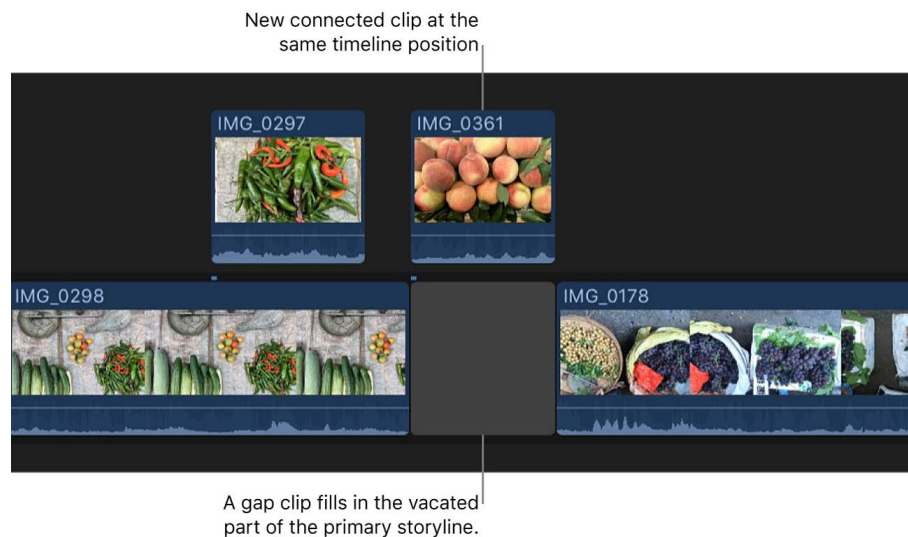 New connected clip at the
same timeline position
IMG_0297
IMG_0361
IMG_0298
IMG_0178
A gap clip fills in the vacated
part of the primary storyline.